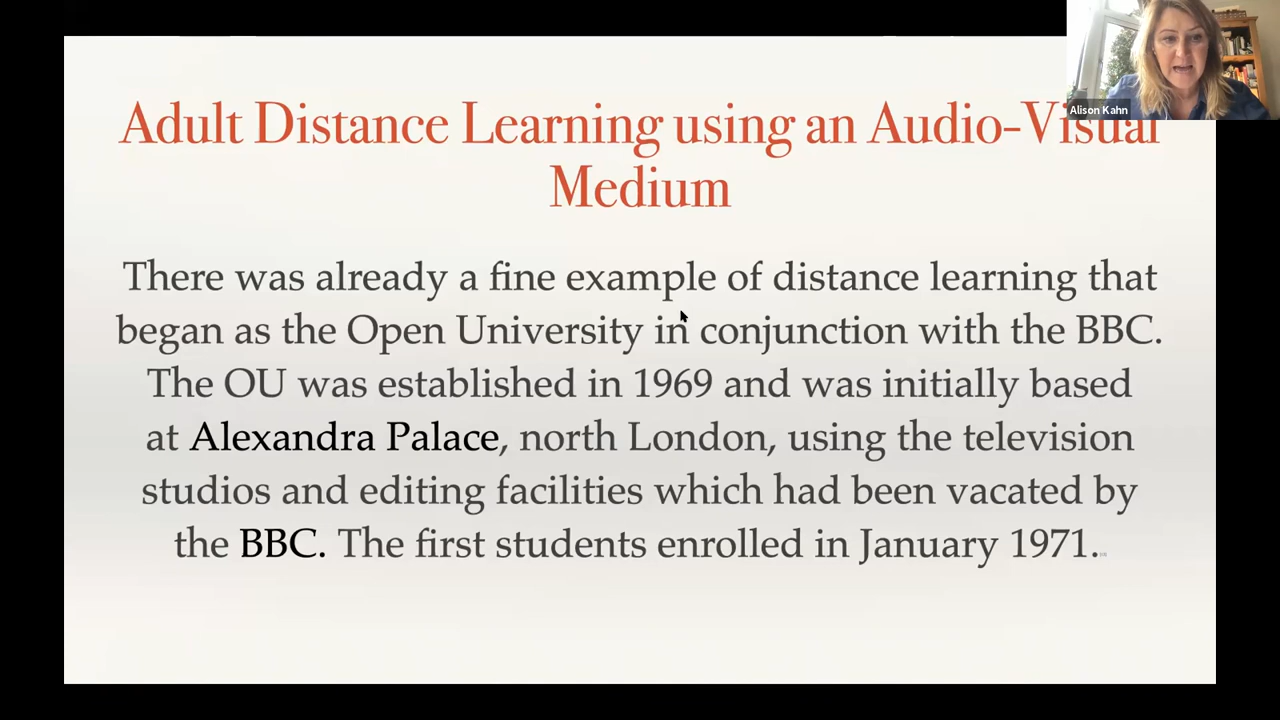 Adult Distance Learning using an Audio-Visual
Medium
Alison Kahn
There was already a fine example of distance learning that
began as the Open University in conjunction with the BBC.
The OU was established in 1969 and was initially based
at Alexandra Palace, north London, using the television
studios and editing facilities which had been vacated by
the BBC. The first students enrolled in January 1971.